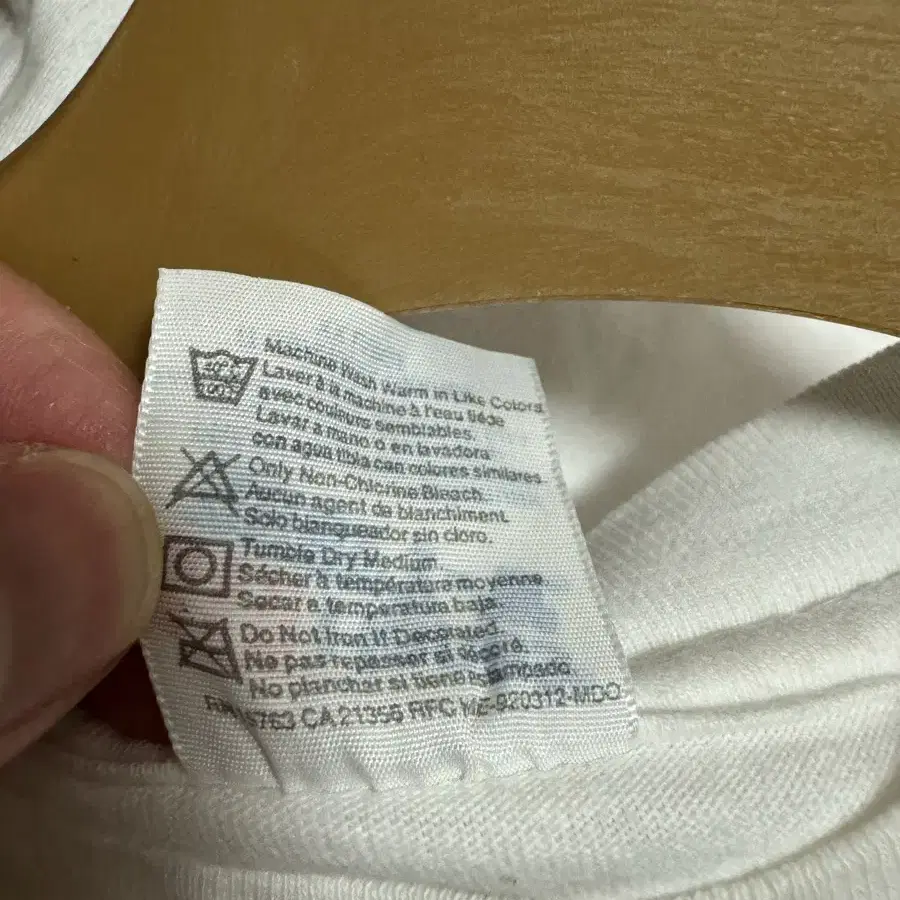 Machine Wash Warm in Like Colors
Laver à la machine à l'eau tiède
avec couleurs semblables.
Lavar a mano o en lavadora
con agua tibia can colores similares
Only Non-Chlorine Bleach.
Aucun agent de blanchiment
Solo blanqueador sin cloro.
Tumble Dry Medium.
Sécher à température moyenne
Secar a temperatura baja
Do Not Iron if Decorated.
Ne pas repasser si décoré.
No planchar si tiene estampado
CA 21356 RFC